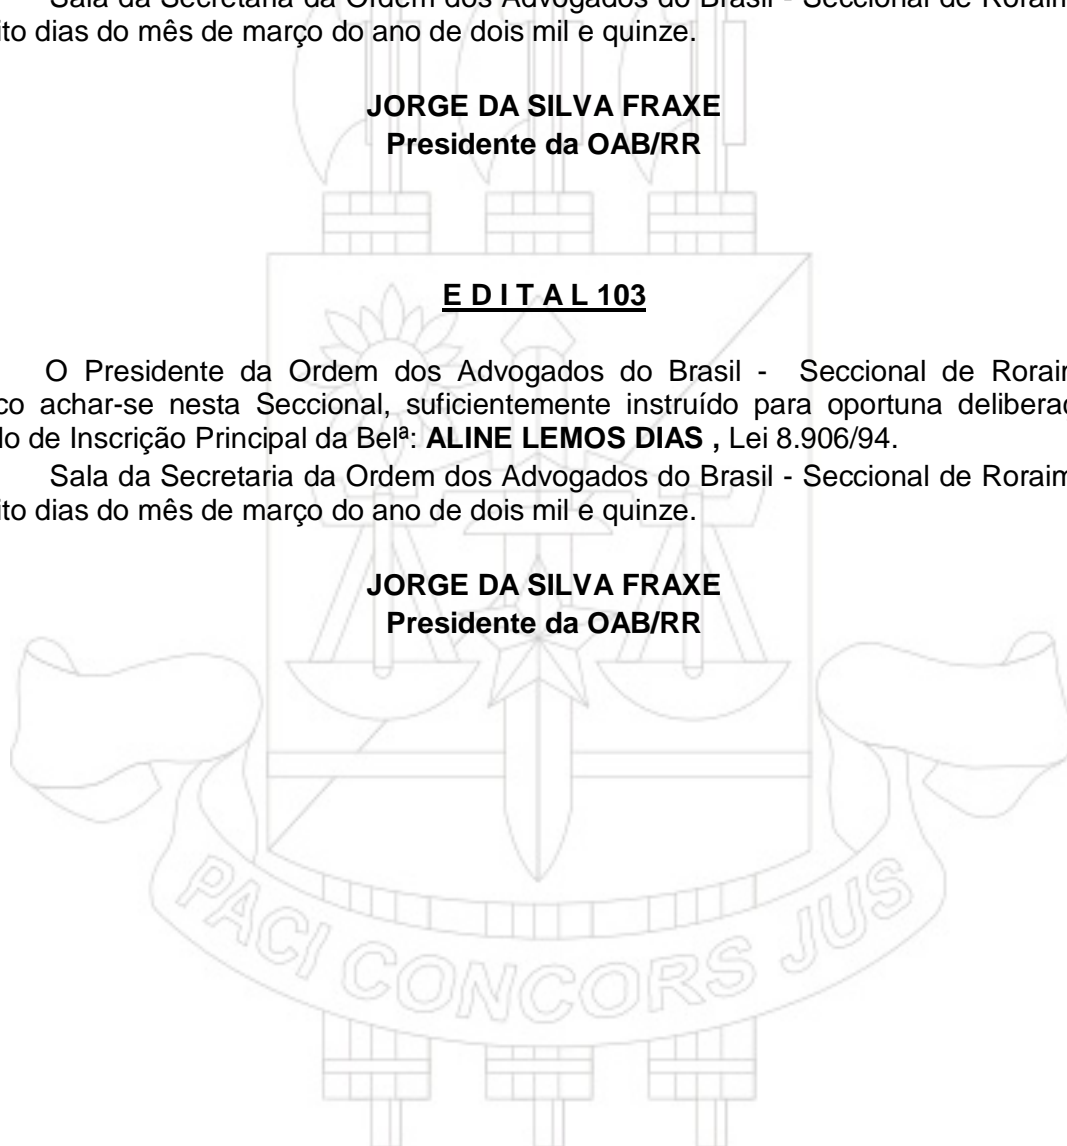 Sala da Secretaria da Ordem dos Advogados do Brasil - Seccional de Roraim
ito dias do mês de março do ano de dois mil e quinze.
JORGE DA SILVA FRAXE
Presidente da OAB/RR
E D I T A L 103
O Presidente da Ordem dos Advogados do Brasil - Seccional de Rorair
co achar-se nesta Seccional, suficientemente instruído para oportuna deliberac
lo de Inscrição Principal da Belª: ALINE LEMOS DIAS , Lei 8.906/94.
Sala da Secretaria da Ordem dos Advogados do Brasil - Seccional de Roraim
ito dias do mês de março do ano de dois mil e quinze.
JORGE DA SILVA FRAXE
Presidente da OAB/RR
PACI CONCORS JUS